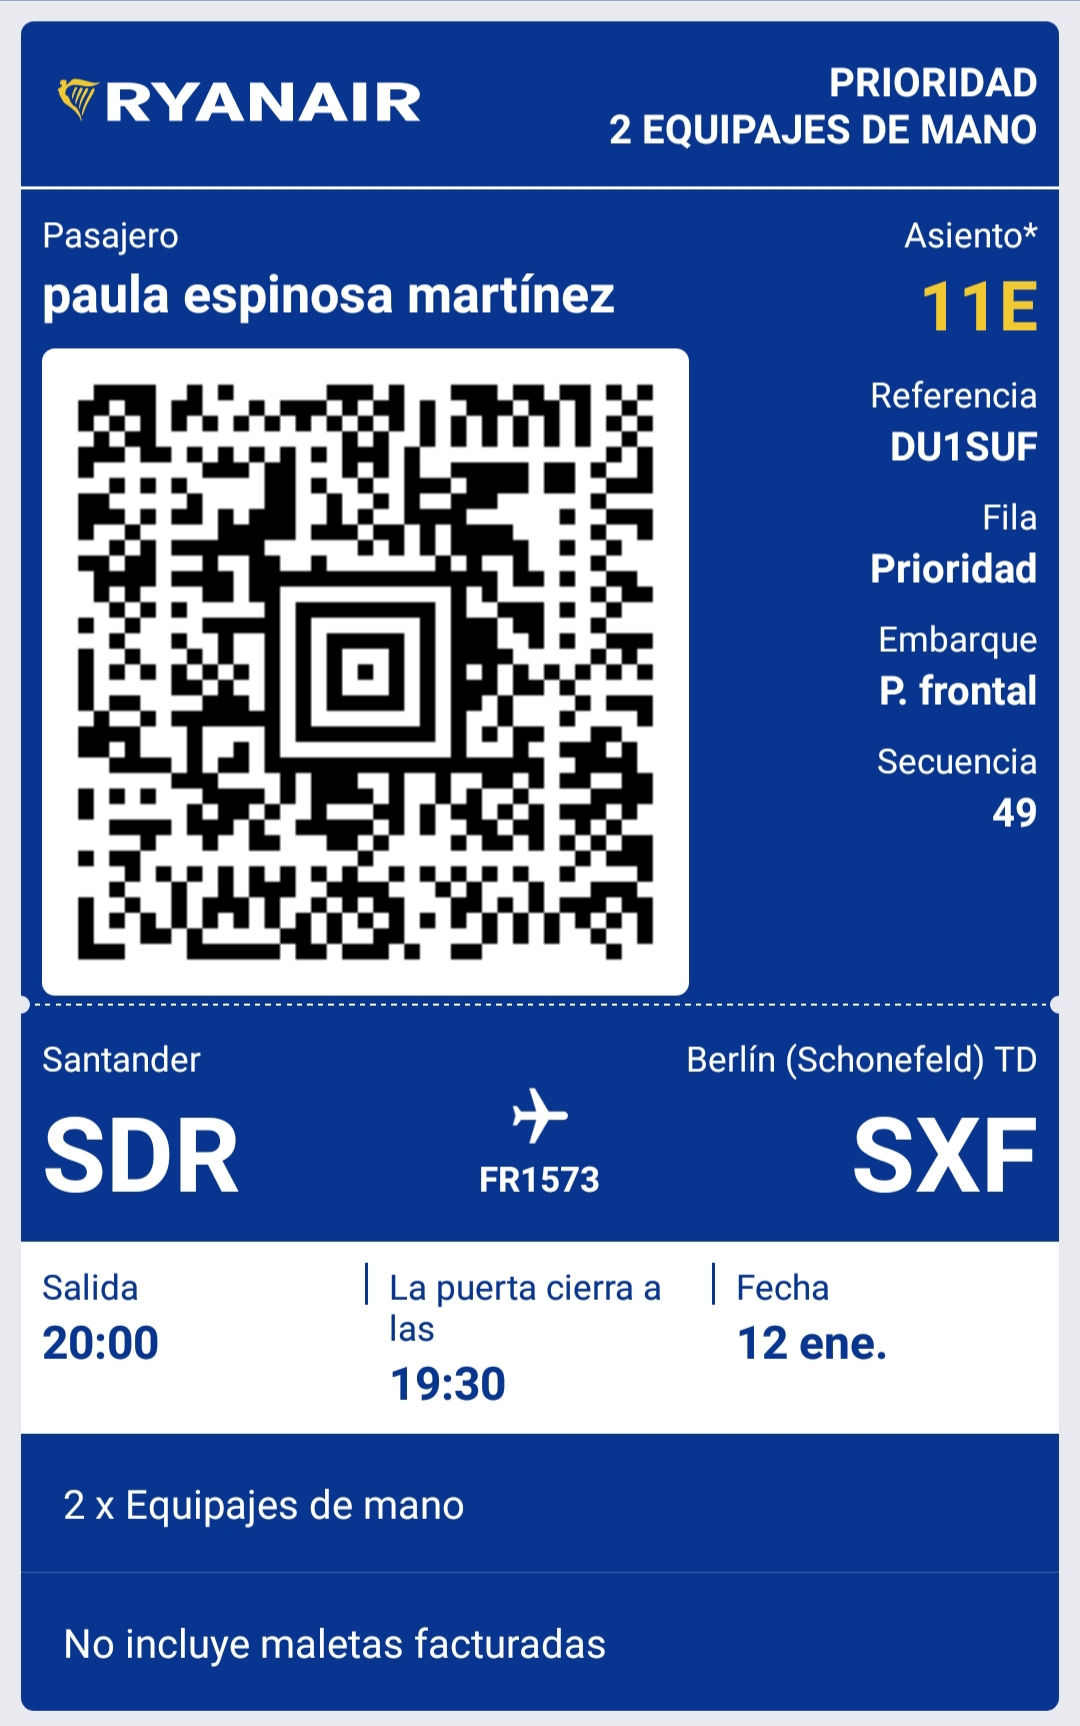 RYANAIR
PRIORIDAD
2 EQUIPAJES DE MANO
Pasajero
paula espinosa martínez
Asiento*
11E
Referencia
DU1SUF
Fila
Prioridad
Embarque
P. frontal
Secuencia
49
Santander
Berlín (Schonefeld) TD
SDR
FR1573
SXF
Salida
20:00
La puerta cierra a
las
19:30
Fecha
12 ene.
2 x Equipajes de mano
No incluye maletas facturadas